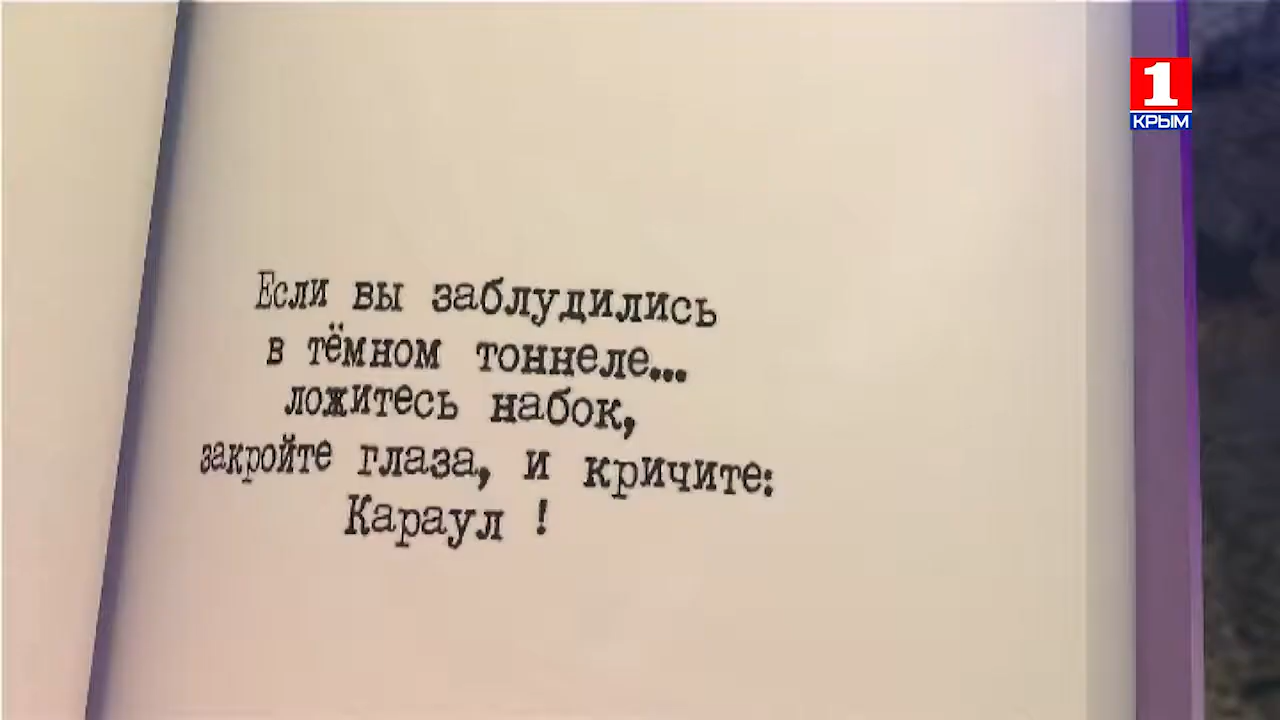 1
КРЫМ
Если вы заблудились
в тёмном тоннеле...
ложитесь набок,
закройте глаза, и кричите:
Караул !